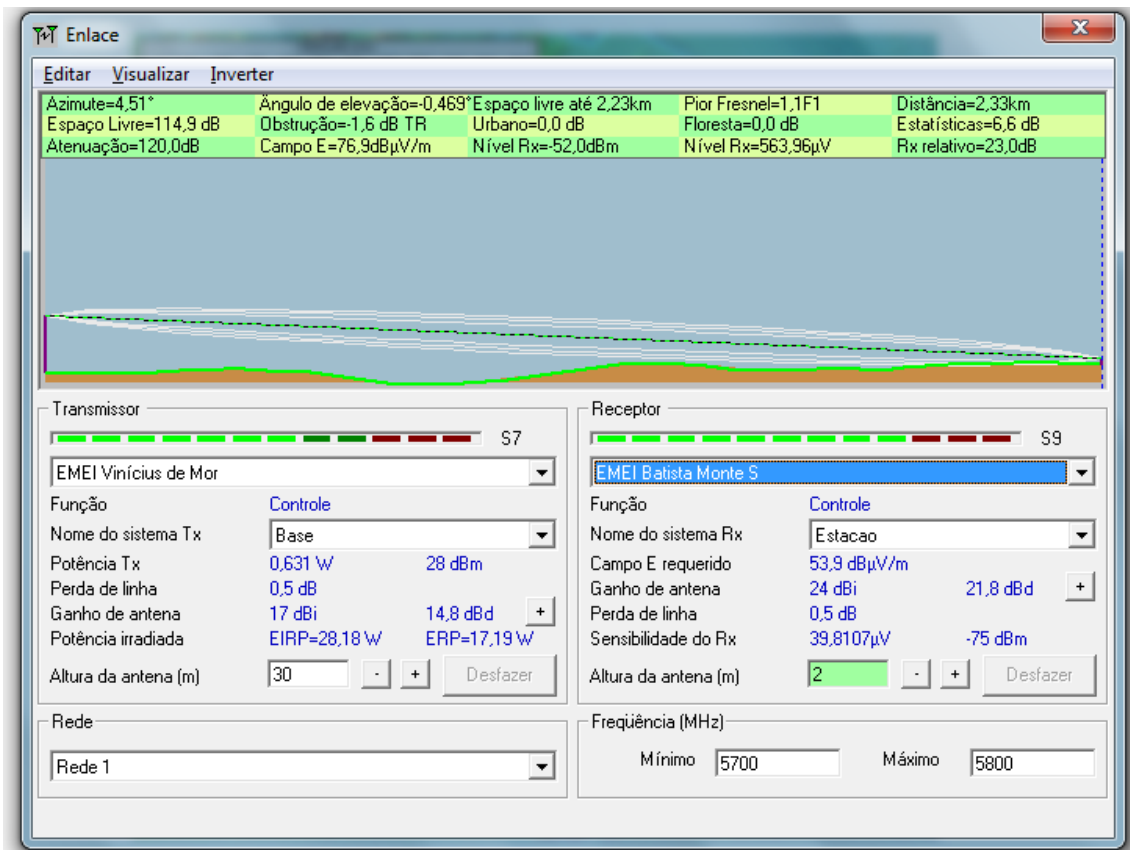 Enlace
Editar Visualizar Inverter
Azimute=4,51° Ângulo de elevação=-0,469° Espaço livre até 2,23km Pior Fresnel=1,1F1 Distância=2,33km
Espaço Livre=114,9 dB Obstrução=-1,6 dB TR Urbano=0,0 dB Floresta=0,0 dB Estatísticas=6,6 dB
Atenuação=120,0dB Campo E=76,9dBµV/m Nível Rx=-52,0dBm Nível Rx=563,96µV Rx relativo=23,0dB
Transmissor
S7
EMEI Vinícius de Mor
Função Controle
Nome do sistema Tx Base
Potência Tx 0,631 W 28 dBm
Perda de linha 0,5 dB
Ganho de antena 17 dBi 14,8 dBd +
Potência irradiada EIRP=28,18 W ERP=17,19 W
Altura da antena (m) 30 - + Desfazer
Receptor
S9
EMEI Batista Monte S
Função Controle
Nome do sistema Rx Estacao
Campo E requerido 53,9 dBµV/m
Ganho de antena 24 dBi 21,8 dBd +
Perda de linha 0,5 dB
Sensibilidade do Rx 39,8107µV -75 dBm
Altura da antena (m) 2 - + Desfazer
Rede
Rede 1
Freqüência (MHz)
Mínimo 5700 Máximo 5800